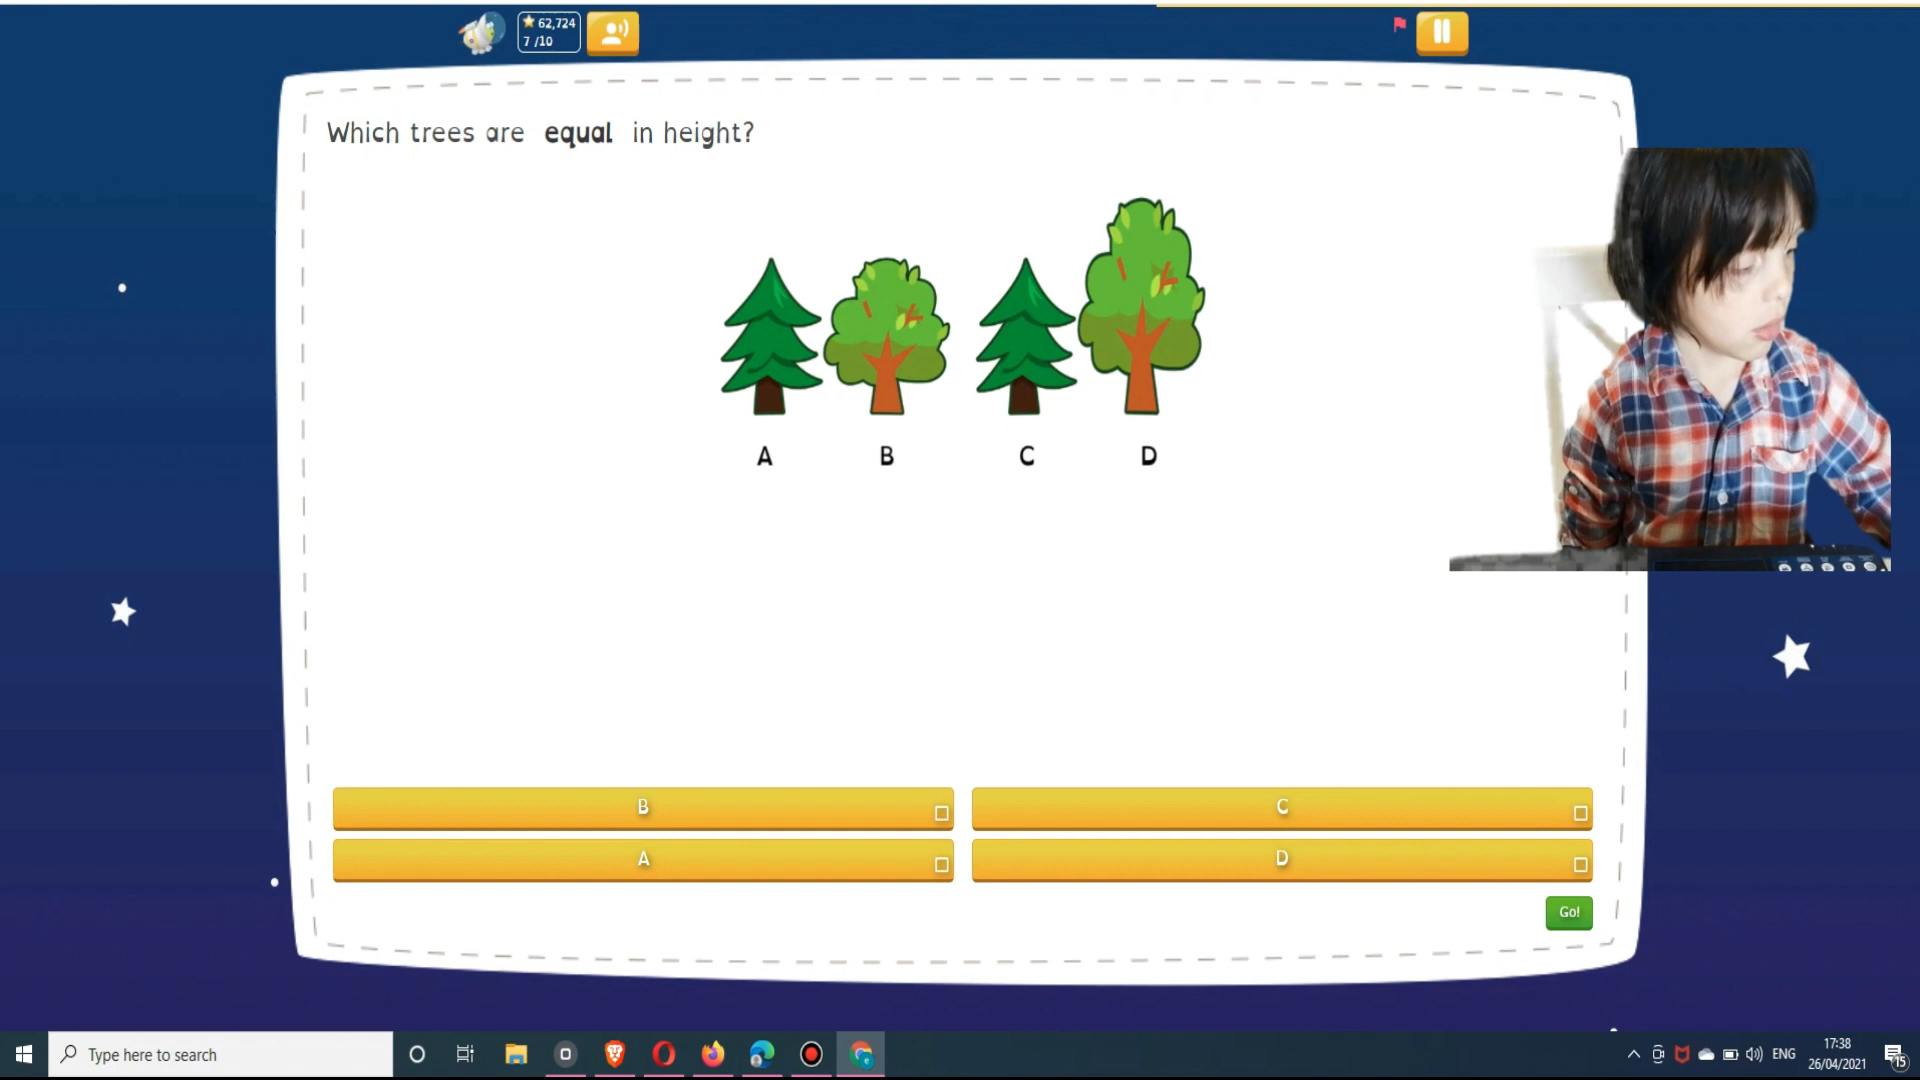 62,724
7 /10
Which trees are equal in height?
A B C D
B
C
A
D
Go!
Type here to search
ENG
17:38
26/04/2021
15